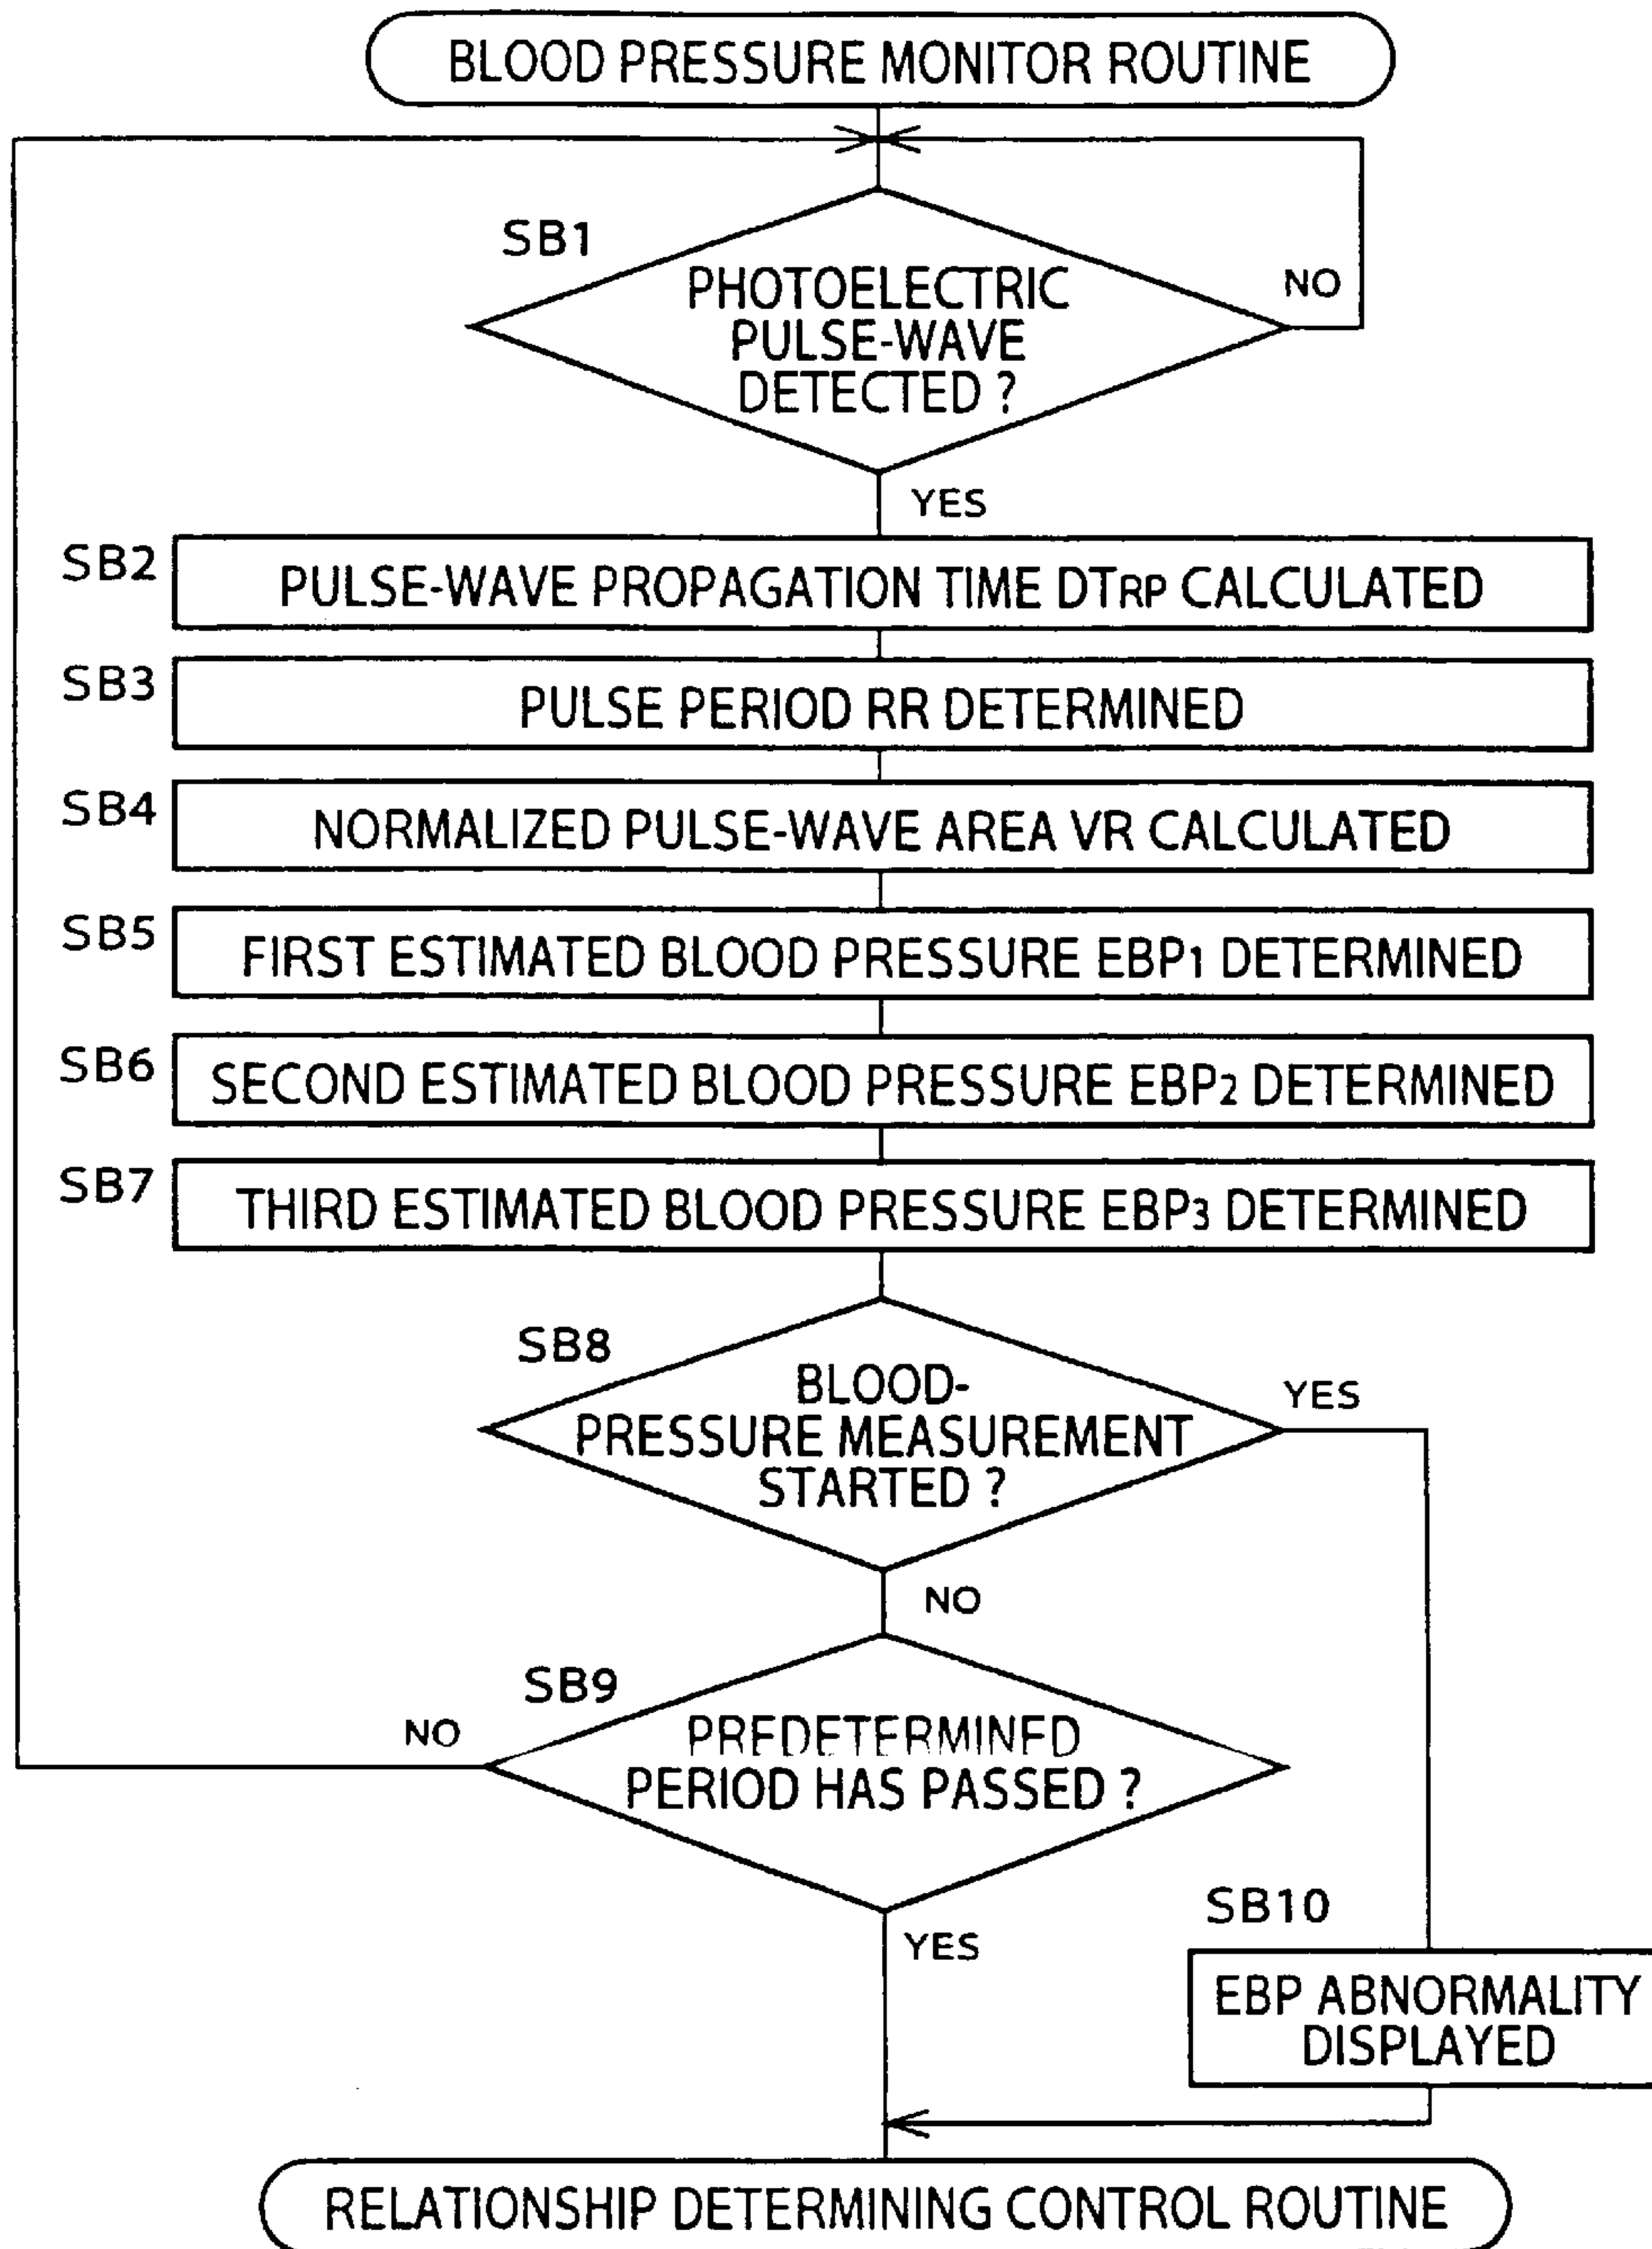 BLOOD PRESSURE MONITOR ROUTINE
SB1
PHOTOELECTRIC
PULSE-WAVE
DETECTED ?
NO
YES
SB2
PULSE-WAVE PROPAGATION TIME DTRP CALCULATED
SB3
PULSE PERIOD RR DETERMINED
SB4
NORMALIZED PULSE-WAVE AREA VR CALCULATED
SB5
FIRST ESTIMATED BLOOD PRESSURE EBP1 DETERMINED
SB6
SECOND ESTIMATED BLOOD PRESSURE EBP2 DETERMINED
SB7
THIRD ESTIMATED BLOOD PRESSURE EBP3 DETERMINED
SB8
BLOOD-
PRESSURE MEASUREMENT
STARTED ?
YES
NO
SB9
PREDETERMINED
PERIOD HAS PASSED ?
NO
YES
SB10
EBP ABNORMALITY
DISPLAYED
RELATIONSHIP DETERMINING CONTROL ROUTINE